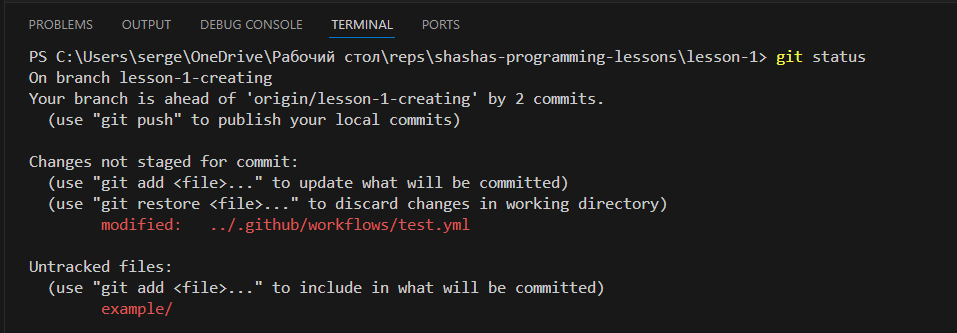 PROBLEMS OUTPUT DEBUG CONSOLE TERMINAL PORTS
PS C:\Users\serge\OneDrive\Рабочий стол\reps\shashas-programming-lessons\lesson-1> git status
On branch lesson-1-creating
Your branch is ahead of 'origin/lesson-1-creating' by 2 commits.
  (use "git push" to publish your local commits)
Changes not staged for commit:
  (use "git add <file>..." to update what will be committed)
  (use "git restore <file>..." to discard changes in working directory)
        modified:   ../.github/workflows/test.yml
Untracked files:
  (use "git add <file>..." to include in what will be committed)
        example/